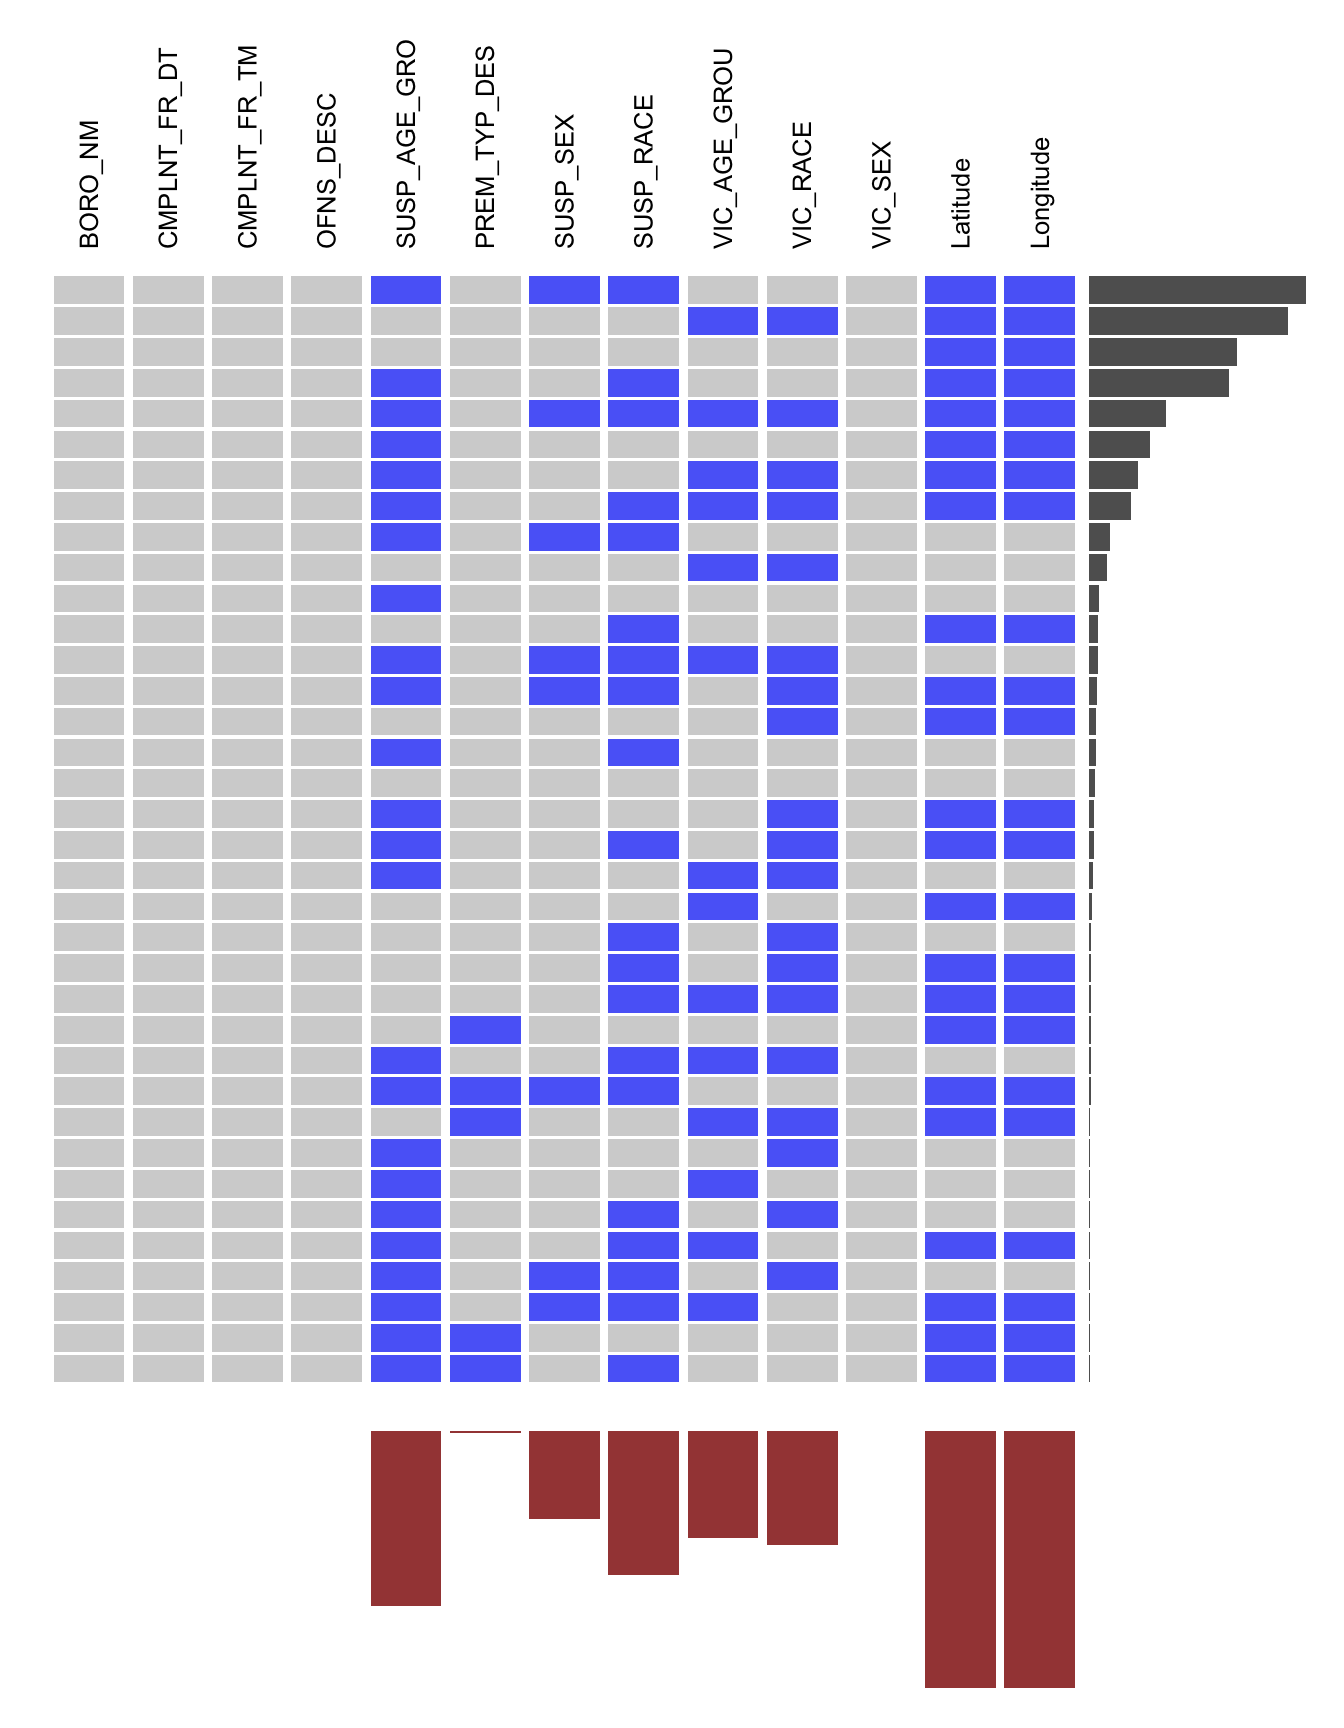 BORO_NM
CMPLNT_FR_DT
CMPLNT_FR_TM
OFNS_DESC
SUSP_AGE_GRO
PREM_TYP_DES
SUSP_SEX
SUSP_RACE
VIC_AGE_GROU
VIC_RACE
VIC_SEX
Latitude
Longitude